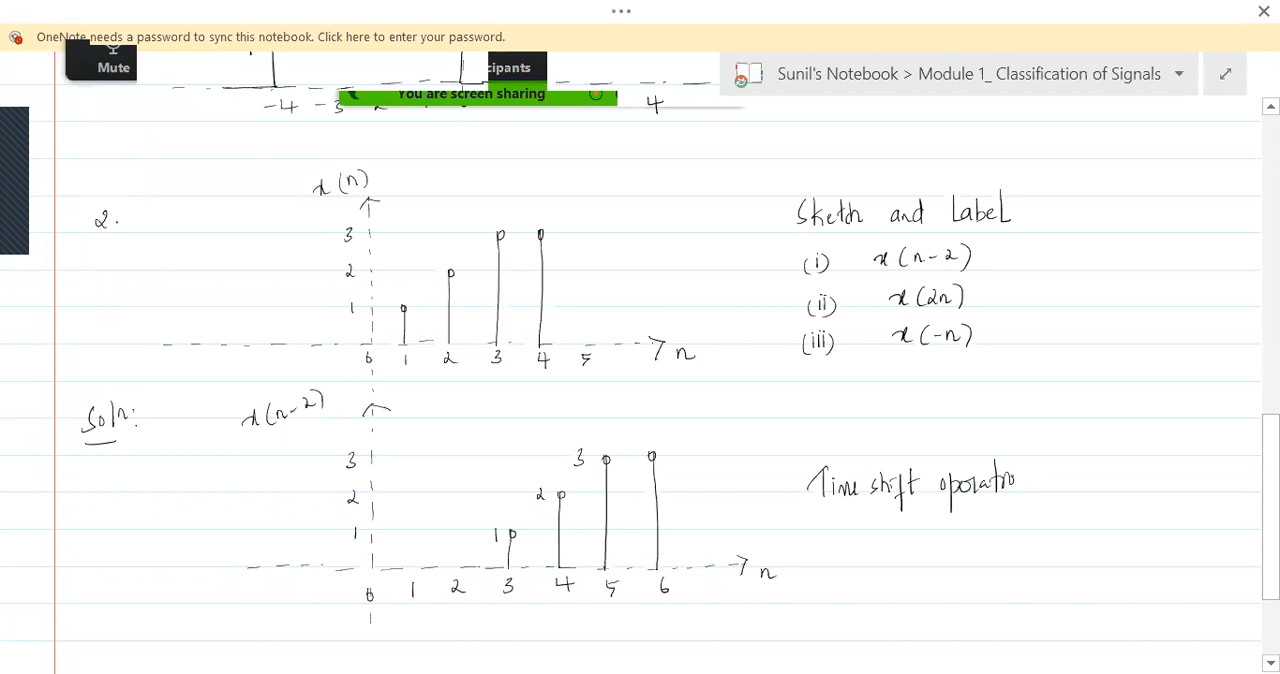 OneNote needs a password to sync this notebook. Click here to enter your password.
Mute
cipants
Sunil's Notebook > Module 1_ Classification of Signals
You are screen sharing
-4 -3
4
x(n)
2.
3
2
1
0 1 2 3 4 5 n
Sketh and Label
(i) x(n-2)
(ii) x(2n)
(iii) x(-n)
Soln:
x(n-2)
3 3
2 2
1 1
0 1 2 3 4 5 6 n
Time shift operatio